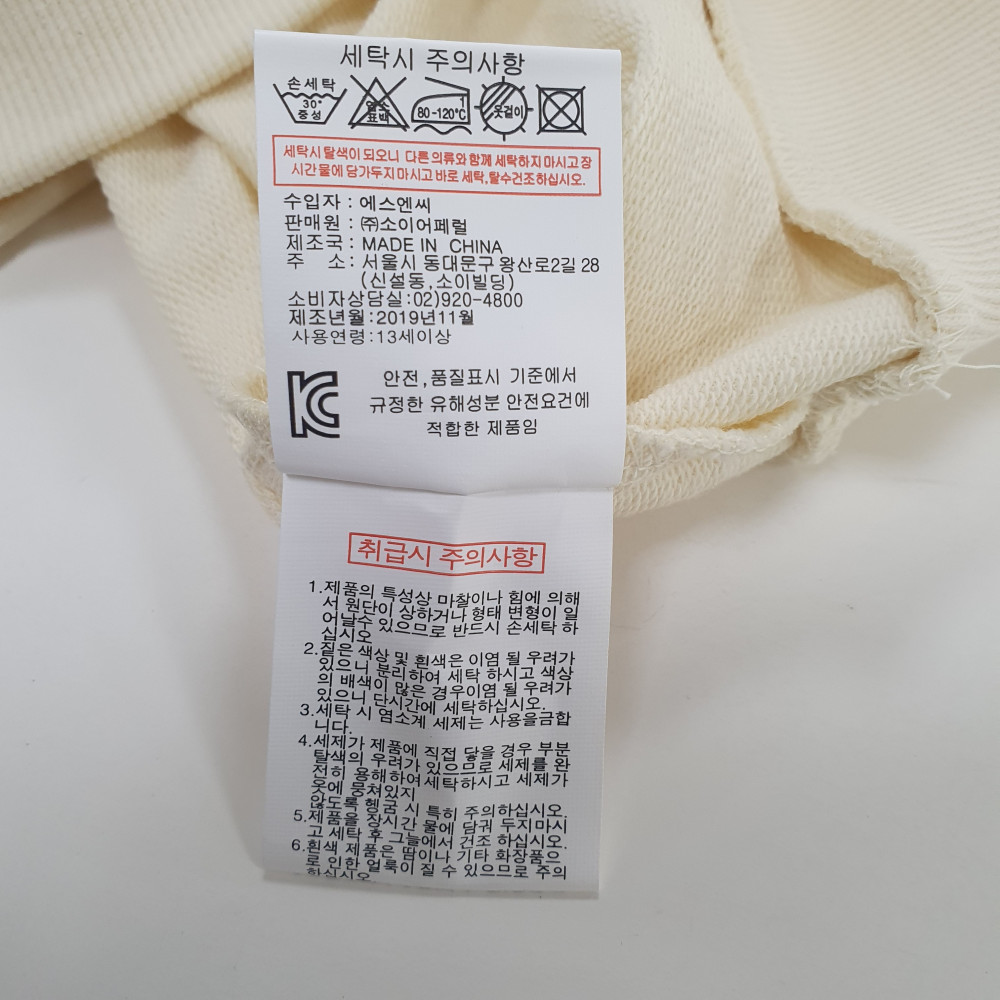 세탁시 주의사항
손세탁
30°
중성
염소
표백
1
80-120°C
옷걸이
세탁시 탈색이 되오니 다른 의류와 함께 세탁하지 마시고 장
시간 물에 담가두지 마시고 바로 세탁,탈수건조하십시오.
수입자 : 에스엔씨
판매원 : ㈜소이어페럴
제조국 : MADE IN CHINA
주 소 : 서울시 동대문구 왕산로2길 28
(신설동,소이빌딩)
소비자상담실:02)920-4800
제조년월:2019년11월
사용연령:13세이상
안전,품질표시 기준에서
규정한 유해성분 안전요건에
적합한 제품임
취급시 주의사항
1.제품의 특성상 마찰이나 힘에 의해
서 원단이 상하거나 형태 변형이 일
어날수 있으므로 반드시 손세탁 하
십시오
2.짙은 색상 및 흰색은 이염 될 우려가
있으니 분리하여 세탁 하시고 색상
의 배색이 많은 경우이염 될 우려가
있으니 단시간에 세탁하십시오.
3.세탁 시 염소계 세제는 사용을금합
니다.
4.세제가 제품에 직접 닿을 경우 부분
탈색의 우려가 있으므로 세제를 완
전히 용해하여세탁하시고 세제가
옷에 뭉쳐있지
않도록 헹굼 시 특히 주의하십시오.
5.제품을 장시간 물에 담궈 두지마시
고 세탁 후 그늘에서 건조 하십시오.
6.흰색 제품은 땀이나 기타 화장품으
로 인한 얼룩이 질 수 있으므로 주의
하십시오.